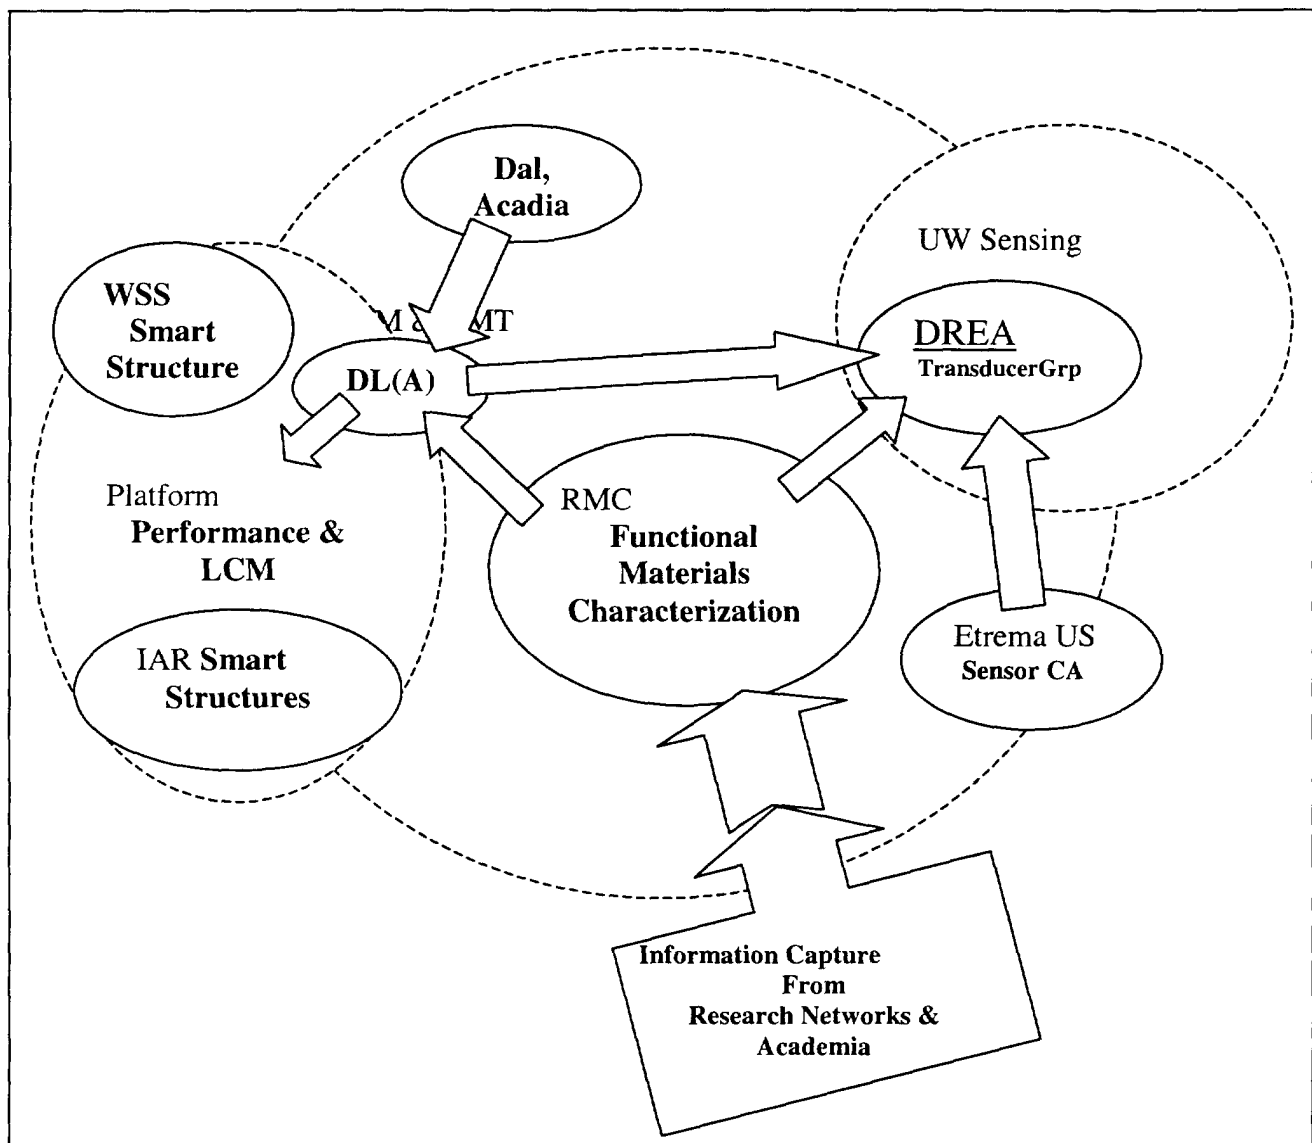 Dal,
Acadia
UW Sensing
WSS
Smart
Structure
M & MT
DREA
TransducerGrp
DL(A)
Platform
Performance &
LCM
RMC
Functional
Materials
Characterization
IAR Smart
Structures
Etrema US
Sensor CA
Information Capture
From
Research Networks &
Academia